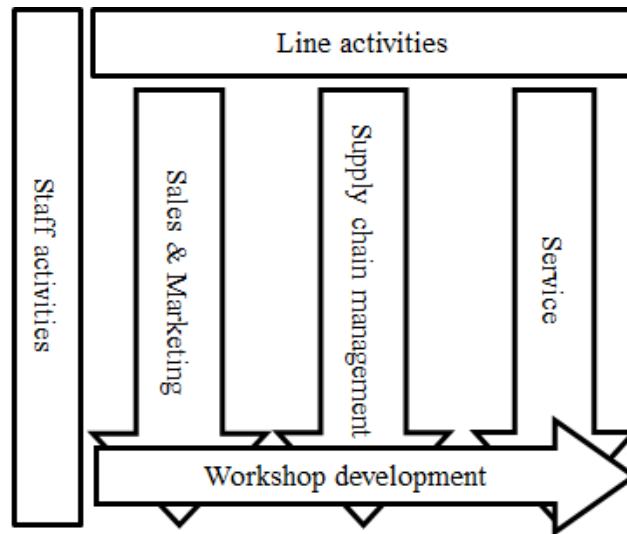 Line activities
Staff activities
Sales & Marketing
Supply chain management
Service
Workshop development